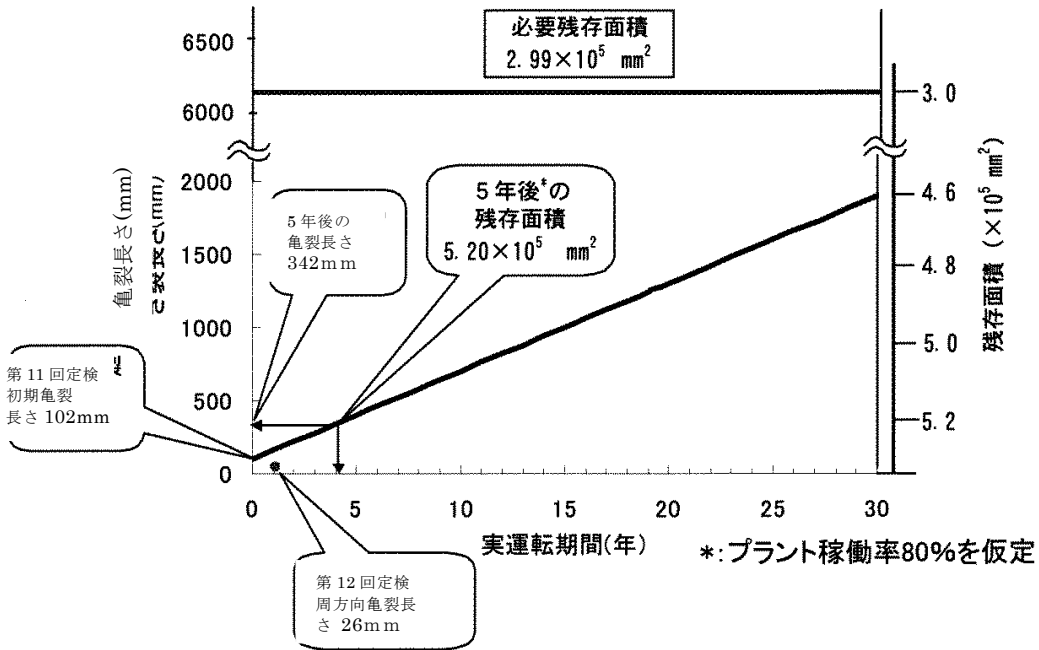 必要残存面積
2.99×10⁵ mm²
6500
6000
2000
1500
1000
500
0
亀裂長さ(mm)
3.0
4.6
4.8
5.0
5.2
残存面積 (×10⁵ mm²)
5年後の
亀裂長さ
342mm
5年後*の
残存面積
5.20×10⁵ mm²
第11回定検
初期亀裂
長さ102mm
0
5
10
15
20
25
30
実運転期間(年)
*:プラント稼働率80%を仮定
第12回定検
周方向亀裂長
さ 26mm